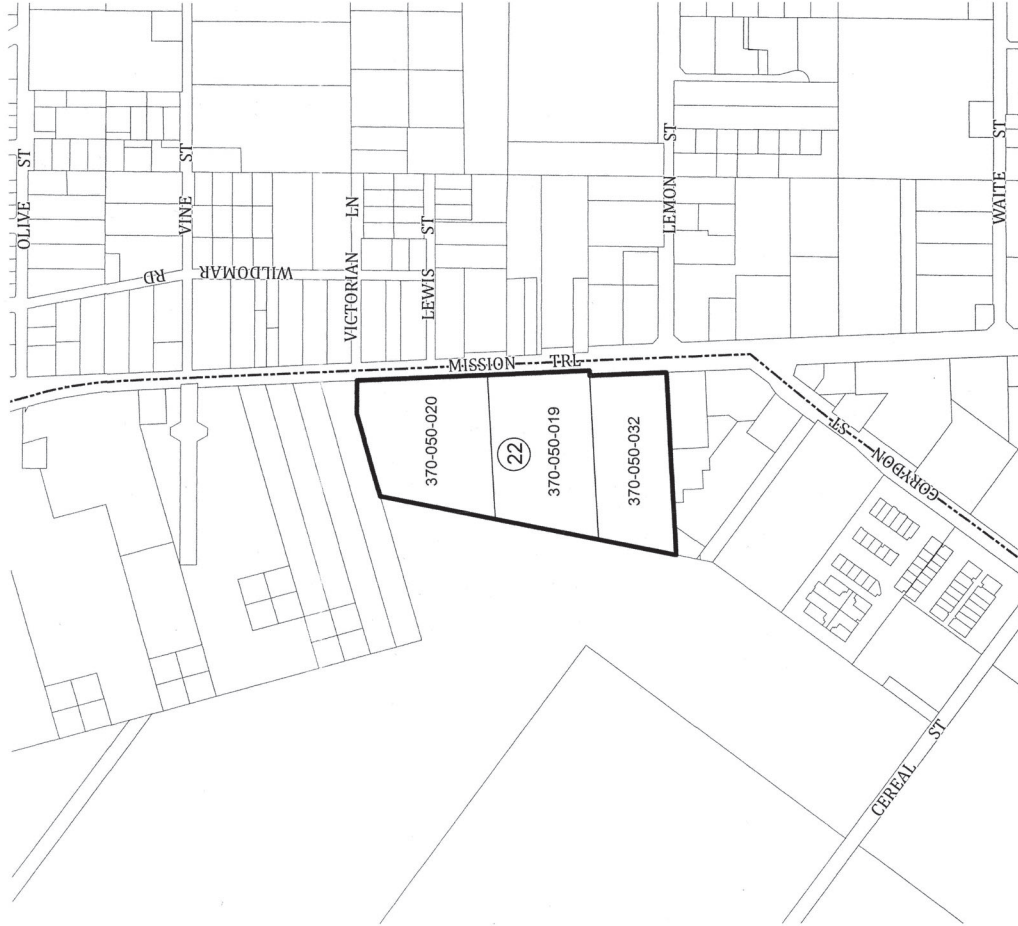 OLIVE ST
VINE ST
VICTORIAN LN
LEWIS ST
LEMON ST
WAITE ST
WILDOMAR RD
MISSION TRL
370-050-020
22
370-050-019
370-050-032
CORYDON ST
CEREAL ST